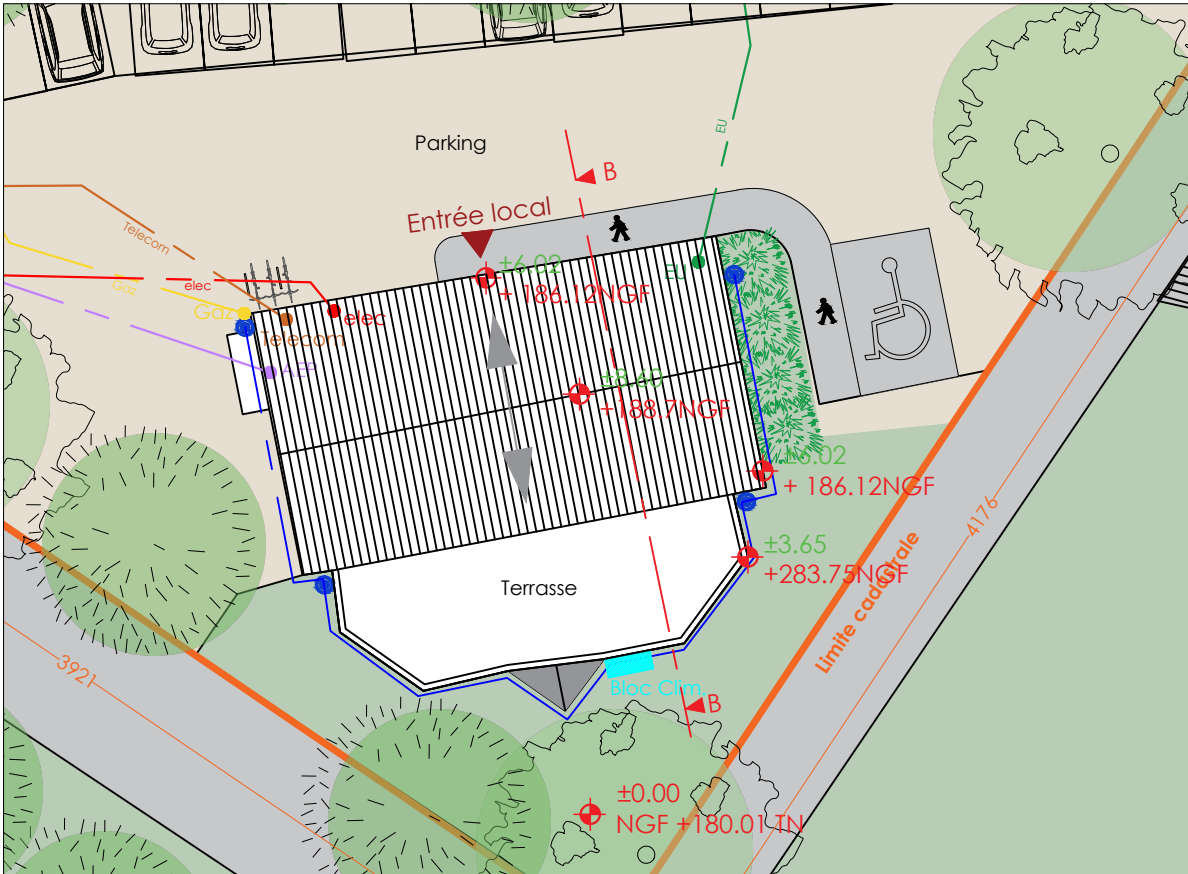 EU
Parking
B
Entrée local
Telecom
±6.02
+ 186.12NGF
EU
Gaz
elec
Gaz
elec
Telecom
AEP
±8.60
+188.7NGF
±6.02
+ 186.12NGF
4176
±3.65
+283.75NGF
Limite cadastrale
Terrasse
3921
Bloc Clim.
B
±0.00
NGF +180.01 TN